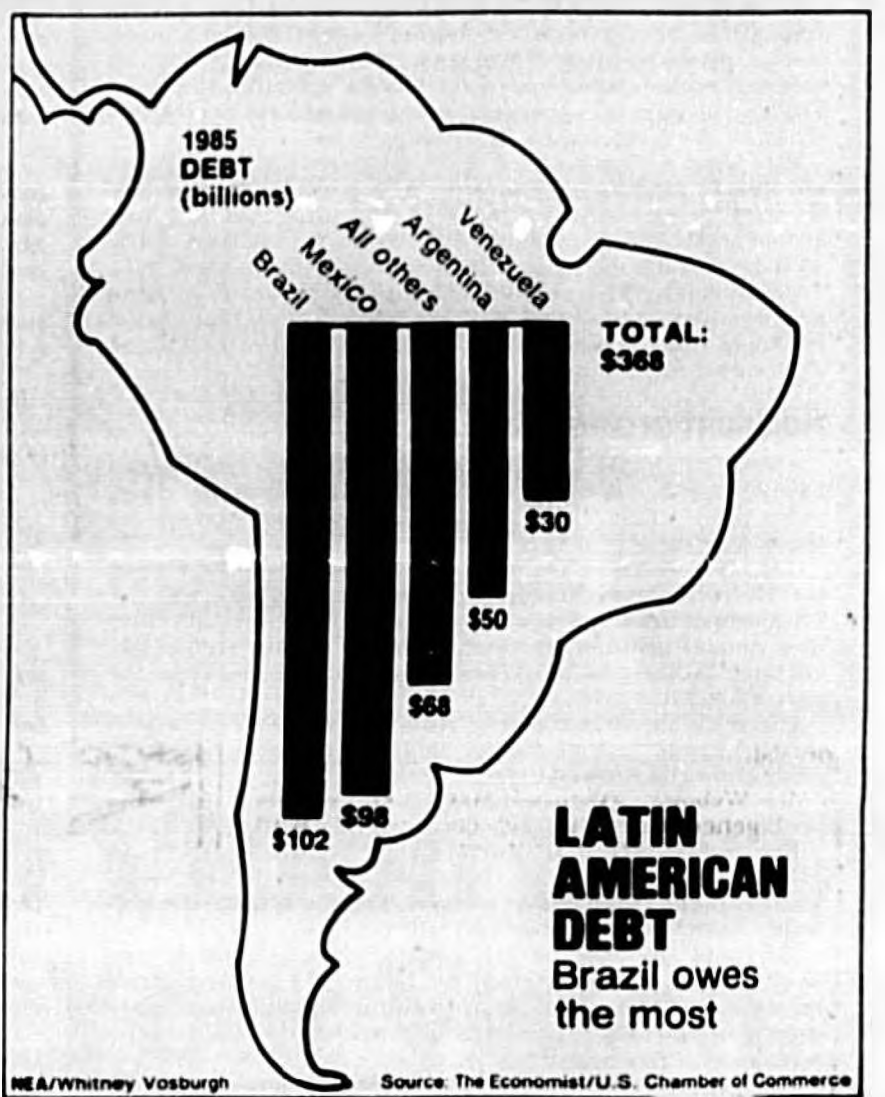 1985
DEBT
(billions)
Brazil
Mexico
All others
Argentina
Venezuela
TOTAL:
$368
$30
$50
$68
$98
$102
LATIN
AMERICAN
DEBT
Brazil owes
the most
NEA/Whitney Vosburgh
Source: The Economist/U.S. Chamber of Commerce